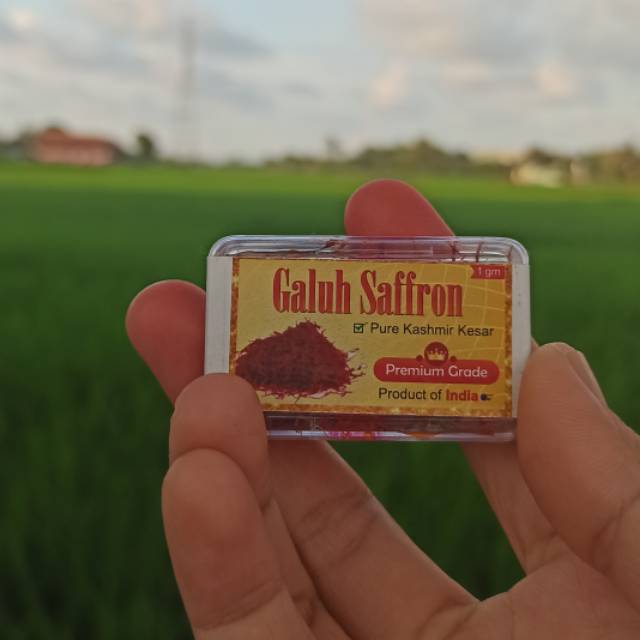 1 gm
Galuh Saffron
Pure Kashmir Kesar
Premium Grade
Product of India